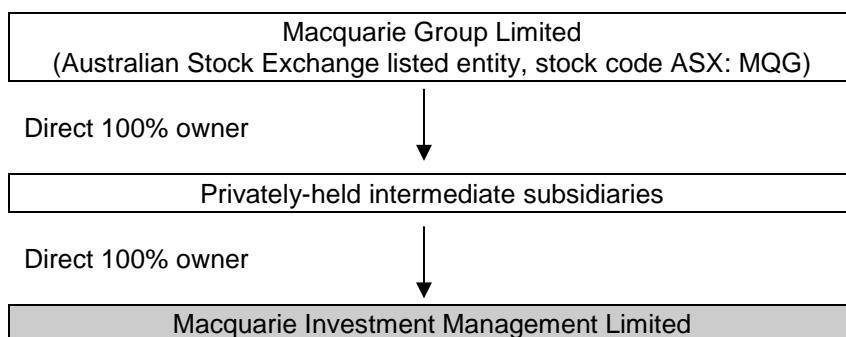 Macquarie Group Limited
(Australian Stock Exchange listed entity, stock code ASX: MQG)
Direct 100% owner
Privately-held intermediate subsidiaries
Direct 100% owner
Macquarie Investment Management Limited